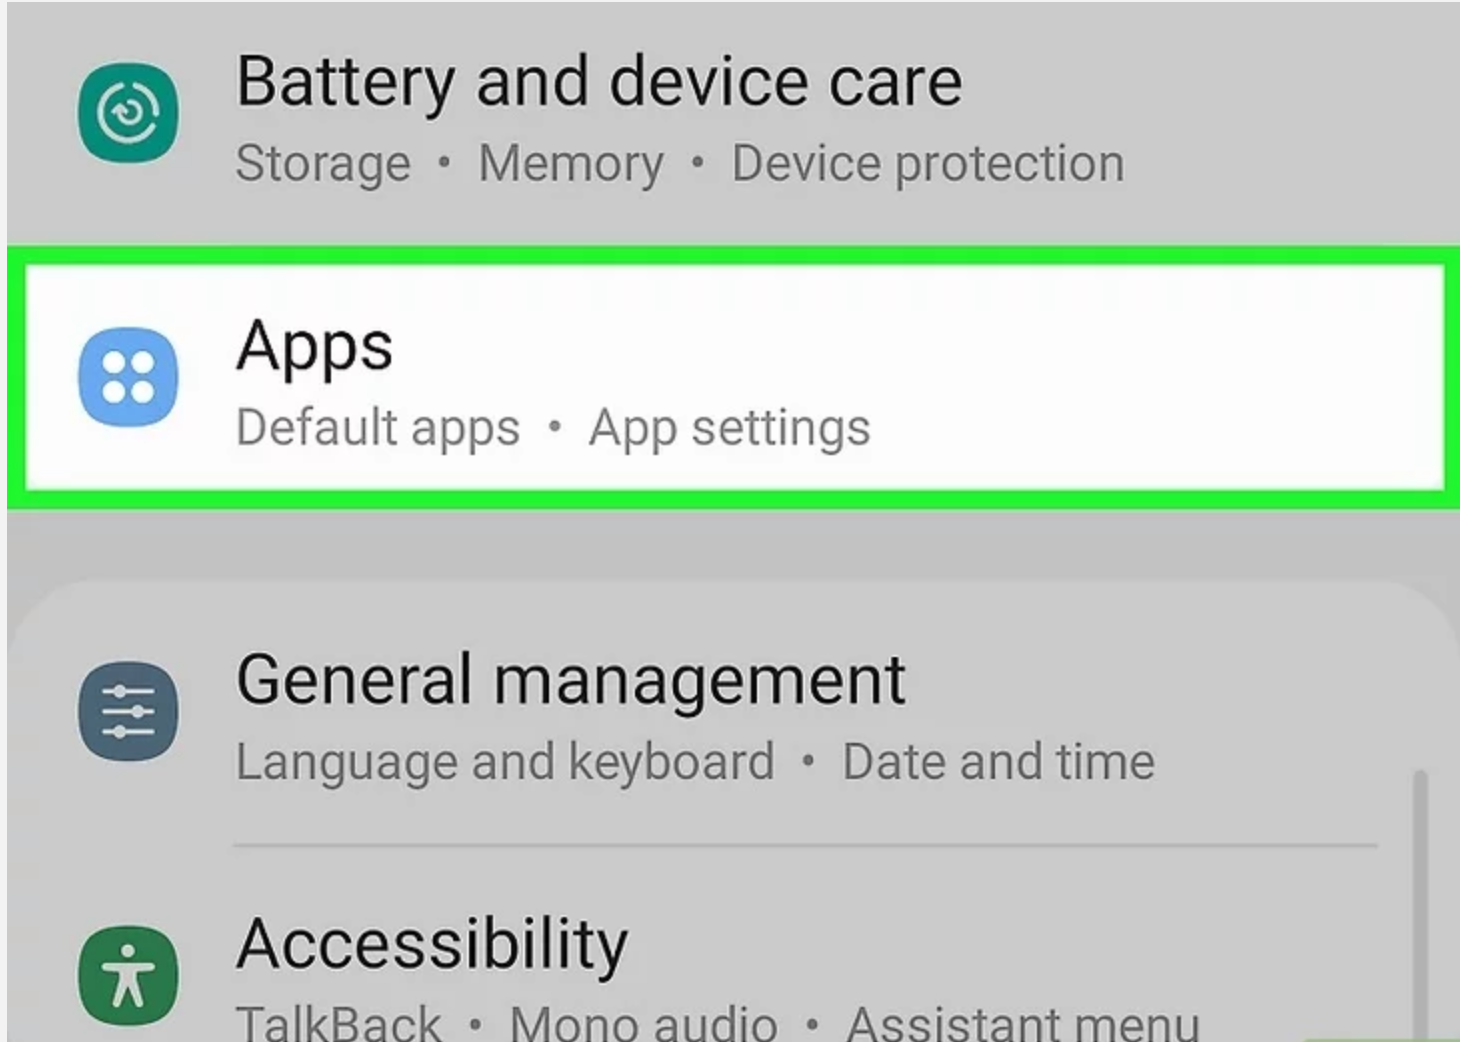 Battery and device care
Storage • Memory • Device protection
Apps
Default apps • App settings
General management
Language and keyboard • Date and time
Accessibility
TalkBack • Mono audio • Assistant menu